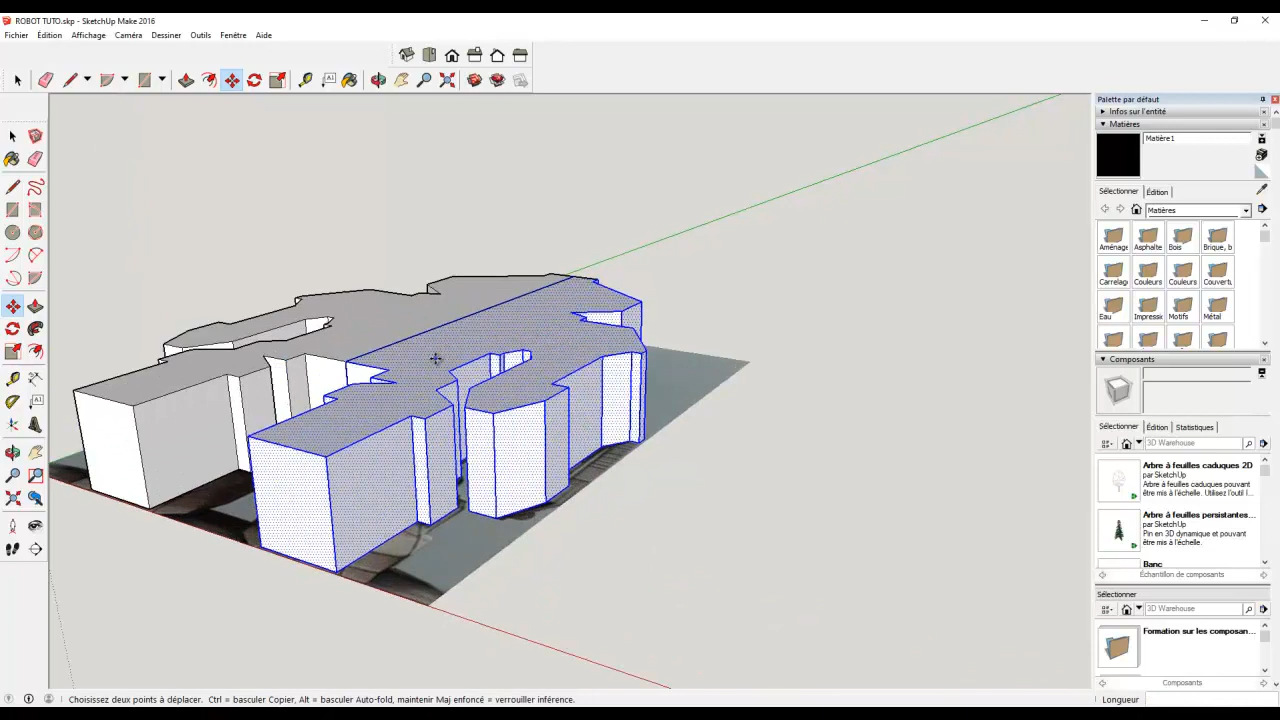 ROBOT TUTO.skp - SketchUp Make 2016
Fichier Édition Affichage Caméra Dessiner Outils Fenêtre Aide
Palette par défaut
Infos sur l'entité
Matières
Matière1
Sélectionner Édition
Matières
Aménage Asphalte Bois Brique, b
Carrelage Couleurs Couleurs Couvertu
Eau Impressi Motifs Métal
Composants
Sélectionner Édition Statistiques
3D Warehouse
Arbre à feuilles caduques 2D
par SketchUp
Arbre à feuilles caduques pouvant
être mis à l'échelle. Utilisez l'outil l...
Arbre à feuilles persistantes...
par SketchUp
Pin en 3D dynamique et pouvant
être mis à l'échelle.
Banc
Échantillon de composants
Sélectionner
3D Warehouse
Formation sur les composan...
Composants
Choisissez deux points à déplacer. Ctrl = basculer Copier, Alt = basculer Auto-fold, maintenir Maj enfoncé = verrouiller inférence.
Longueur